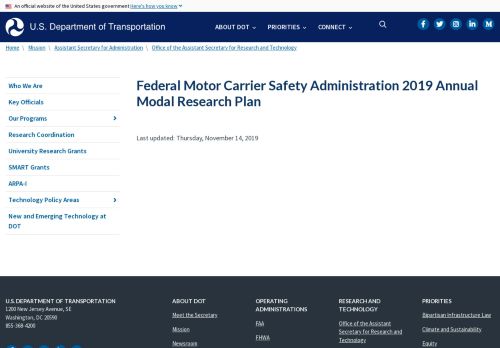 An official website of the United States government Here's how you know
U.S. Department of Transportation
ABOUT DOT
PRIORITIES
CONNECT
Home \ Mission \ Assistant Secretary for Administration \ Office of the Assistant Secretary for Research and Technology
Who We Are
Key Officials
Our Programs
Research Coordination
University Research Grants
SMART Grants
ARPA-I
Technology Policy Areas
New and Emerging Technology at
DOT
Federal Motor Carrier Safety Administration 2019 Annual
Modal Research Plan
Last updated: Thursday, November 14, 2019
U.S. DEPARTMENT OF TRANSPORTATION
1200 New Jersey Avenue, SE
Washington, DC 20590
855-368-4200
ABOUT DOT
Meet the Secretary
Mission
Newsroom
OPERATING
ADMINISTRATIONS
FAA
FHWA
RESEARCH AND
TECHNOLOGY
Office of the Assistant
Secretary for Research and
Technology
PRIORITIES
Bipartisan Infrastructure Law
Climate and Sustainability
Equity